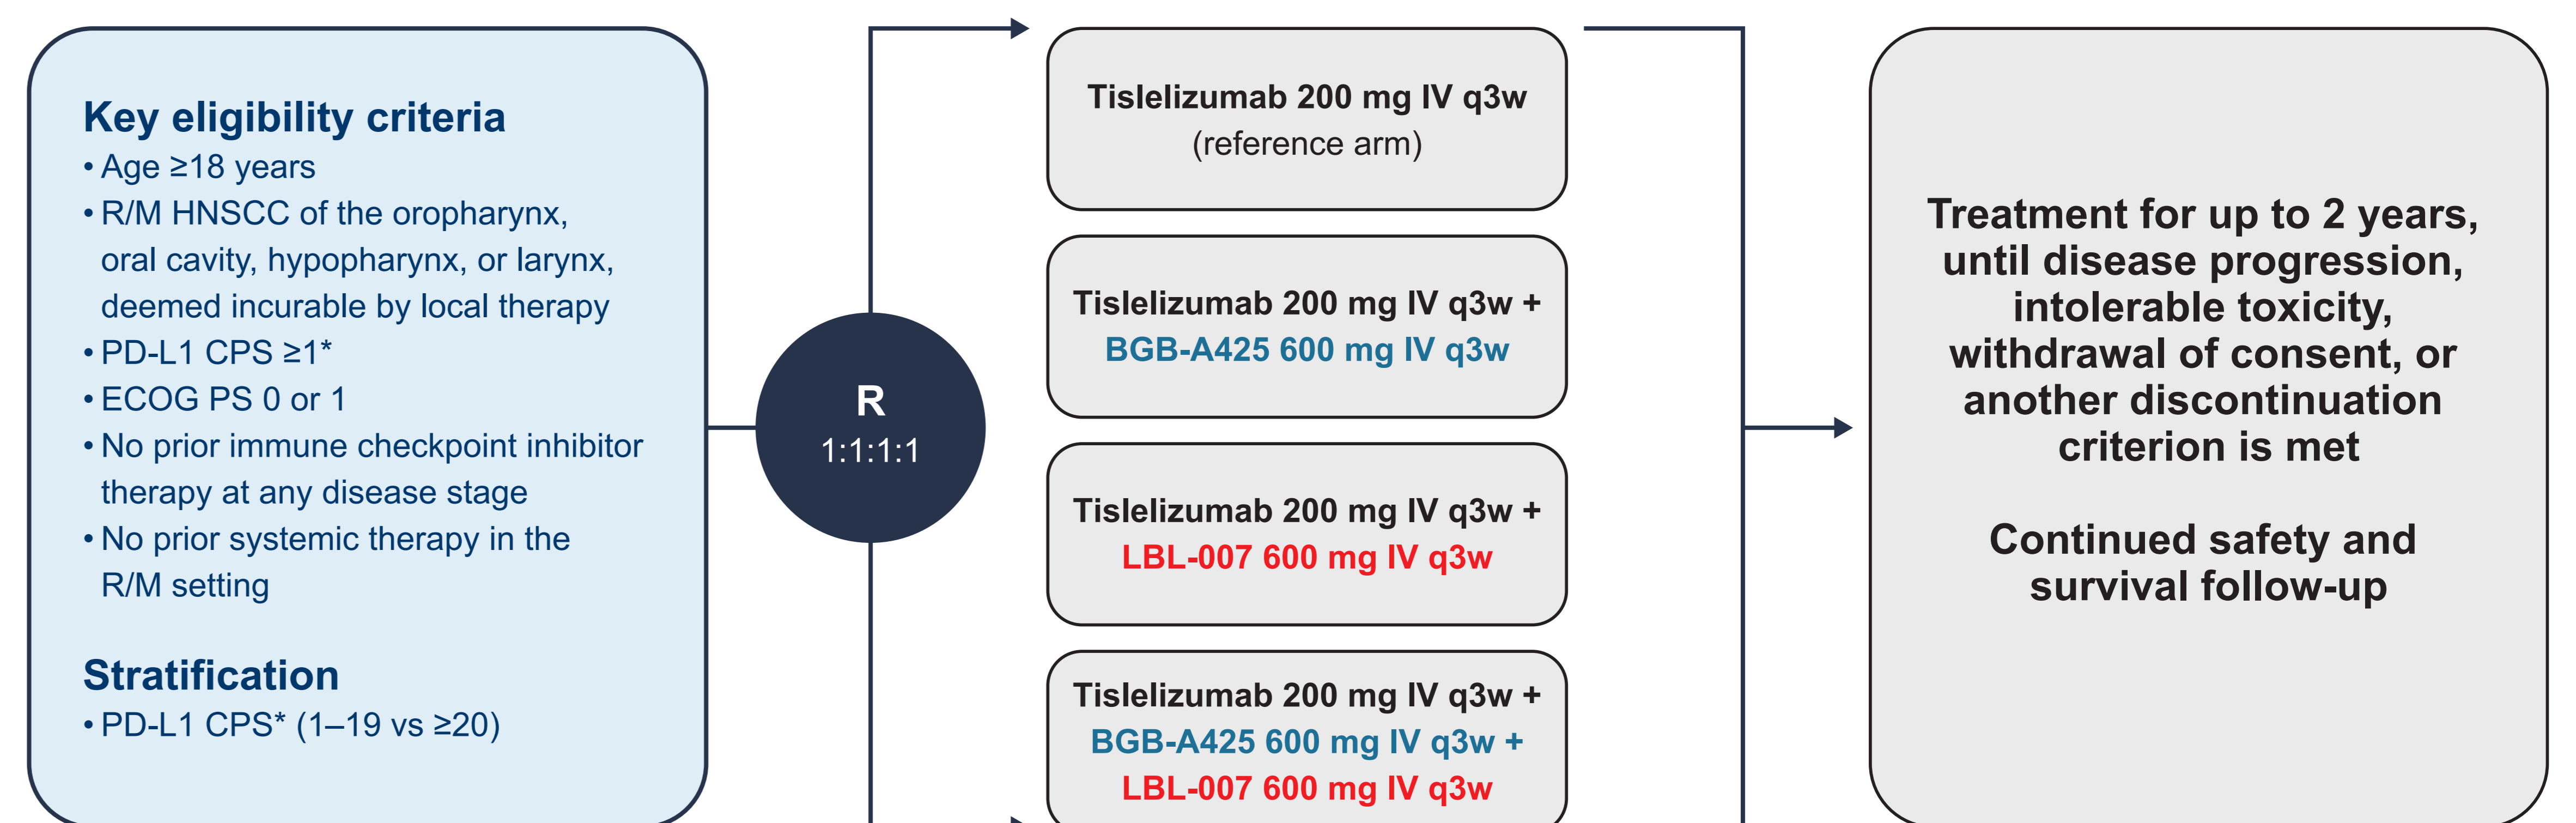 Key eligibility criteria
• Age ≥18 years
• R/M HNSCC of the oropharynx,
oral cavity, hypopharynx, or larynx,
deemed incurable by local therapy
• PD-L1 CPS ≥1*
• ECOG PS 0 or 1
• No prior immune checkpoint inhibitor
therapy at any disease stage
• No prior systemic therapy in the
R/M setting
Stratification
• PD-L1 CPS* (1–19 vs ≥20)
R
1:1:1:1
Tislelizumab 200 mg IV q3w
(reference arm)
Tislelizumab 200 mg IV q3w +
BGB-A425 600 mg IV q3w
Tislelizumab 200 mg IV q3w +
LBL-007 600 mg IV q3w
Tislelizumab 200 mg IV q3w +
BGB-A425 600 mg IV q3w +
LBL-007 600 mg IV q3w
Treatment for up to 2 years,
until disease progression,
intolerable toxicity,
withdrawal of consent, or
another discontinuation
criterion is met
Continued safety and
survival follow-up